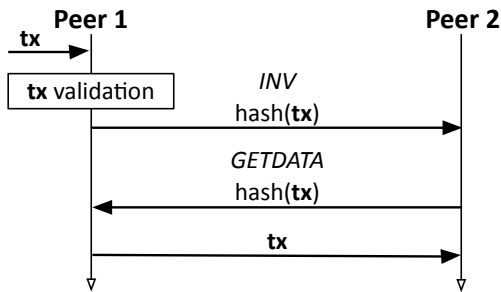 Peer 1 Peer 2
tx
tx validation
INV
hash(tx)
GETDATA
hash(tx)
tx